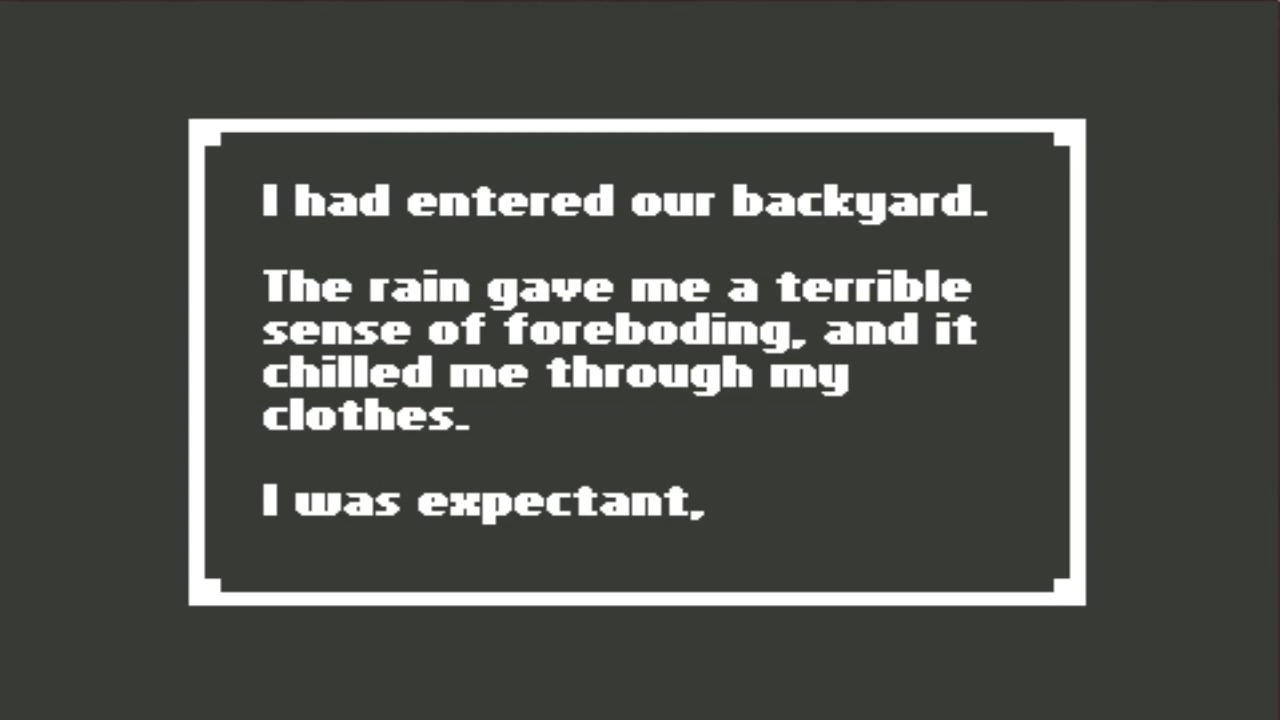 I had entered our backyard.
The rain gave me a terrible
sense of foreboding, and it
chilled me through my
clothes.
I was expectant,